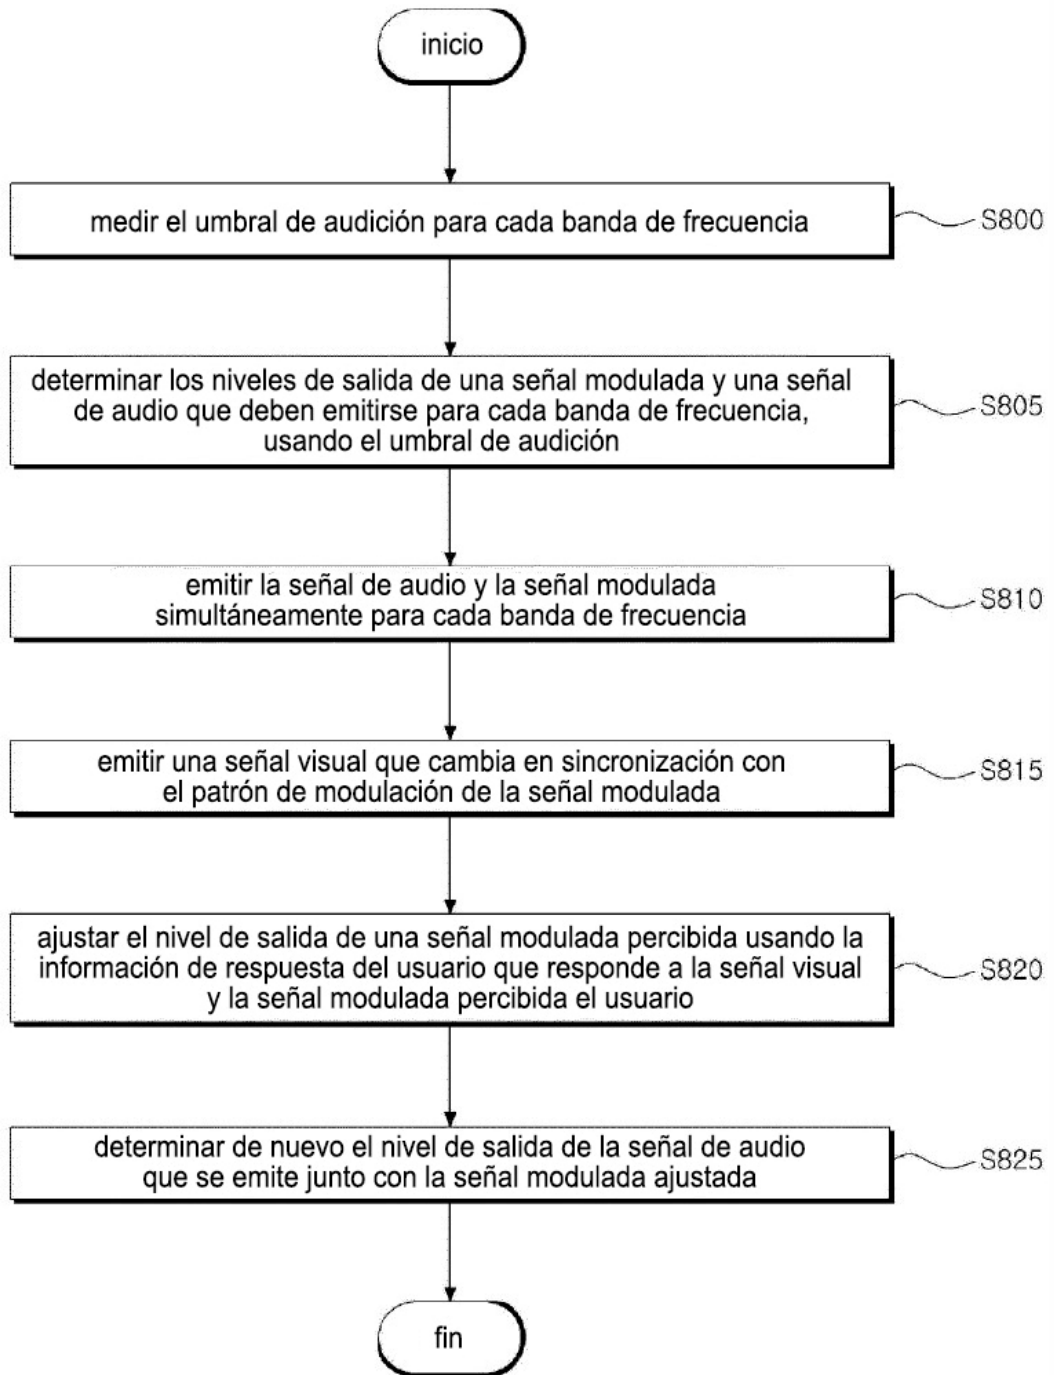 inicio
medir el umbral de audición para cada banda de frecuencia
S800
determinar los niveles de salida de una señal modulada y una señal
de audio que deben emitirse para cada banda de frecuencia,
usando el umbral de audición
S805
emitir la señal de audio y la señal modulada
simultáneamente para cada banda de frecuencia
S810
emitir una señal visual que cambia en sincronización con
el patrón de modulación de la señal modulada
S815
ajustar el nivel de salida de una señal modulada percibida usando la
información de respuesta del usuario que responde a la señal visual
y la señal modulada percibida el usuario
S820
determinar de nuevo el nivel de salida de la señal de audio
que se emite junto con la señal modulada ajustada
S825
fin